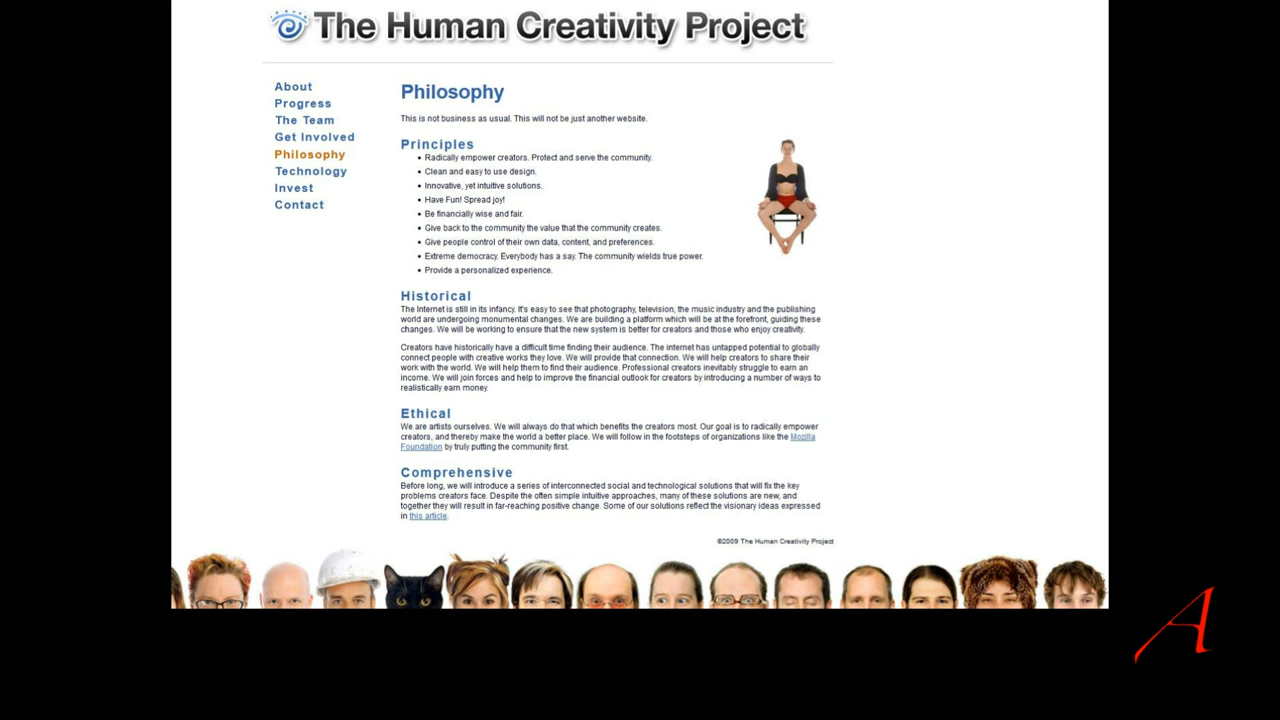 The Human Creativity Project
About
Progress
The Team
Get Involved
Philosophy
Technology
Invest
Contact
Philosophy
This is not business as usual. This will not be just another website.
Principles
• Radically empower creators. Protect and serve the community.
• Clean and easy to use design.
• Innovative, yet intuitive solutions.
• Have Fun! Spread joy!
• Be financially wise and fair.
• Give back to the community the value that the community creates.
• Give people control of their own data, content, and preferences.
• Extreme democracy. Everybody has a say. The community wields true power.
• Provide a personalized experience.
Historical
The Internet is still in its infancy. It's easy to see that photography, television, the music industry and the publishing
world are undergoing monumental changes. We are building a platform which will be at the forefront, guiding these
changes. We will be working to ensure that the new system is better for creators and those who enjoy creativity.
Creators have historically have a difficult time finding their audience. The internet has untapped potential to globally
connect people with creative works they love. We will provide that connection. We will help creators to share their
work with the world. We will help them to find their audience. Professional creators inevitably struggle to earn an
income. We will join forces and help to improve the financial outlook for creators by introducing a number of ways to
realistically earn money.
Ethical
We are artists ourselves. We will always do that which benefits the creators most. Our goal is to radically empower
creators, and thereby make the world a better place. We will follow in the footsteps of organizations like the Mozilla
Foundation by truly putting the community first.
Comprehensive
Before long, we will introduce a series of interconnected social and technological solutions that will fix the key
problems creators face. Despite the often simple intuitive approaches, many of these solutions are new, and
together they will result in far-reaching positive change. Some of our solutions reflect the visionary ideas expressed
in this article.
©2009 The Human Creativity Project
A